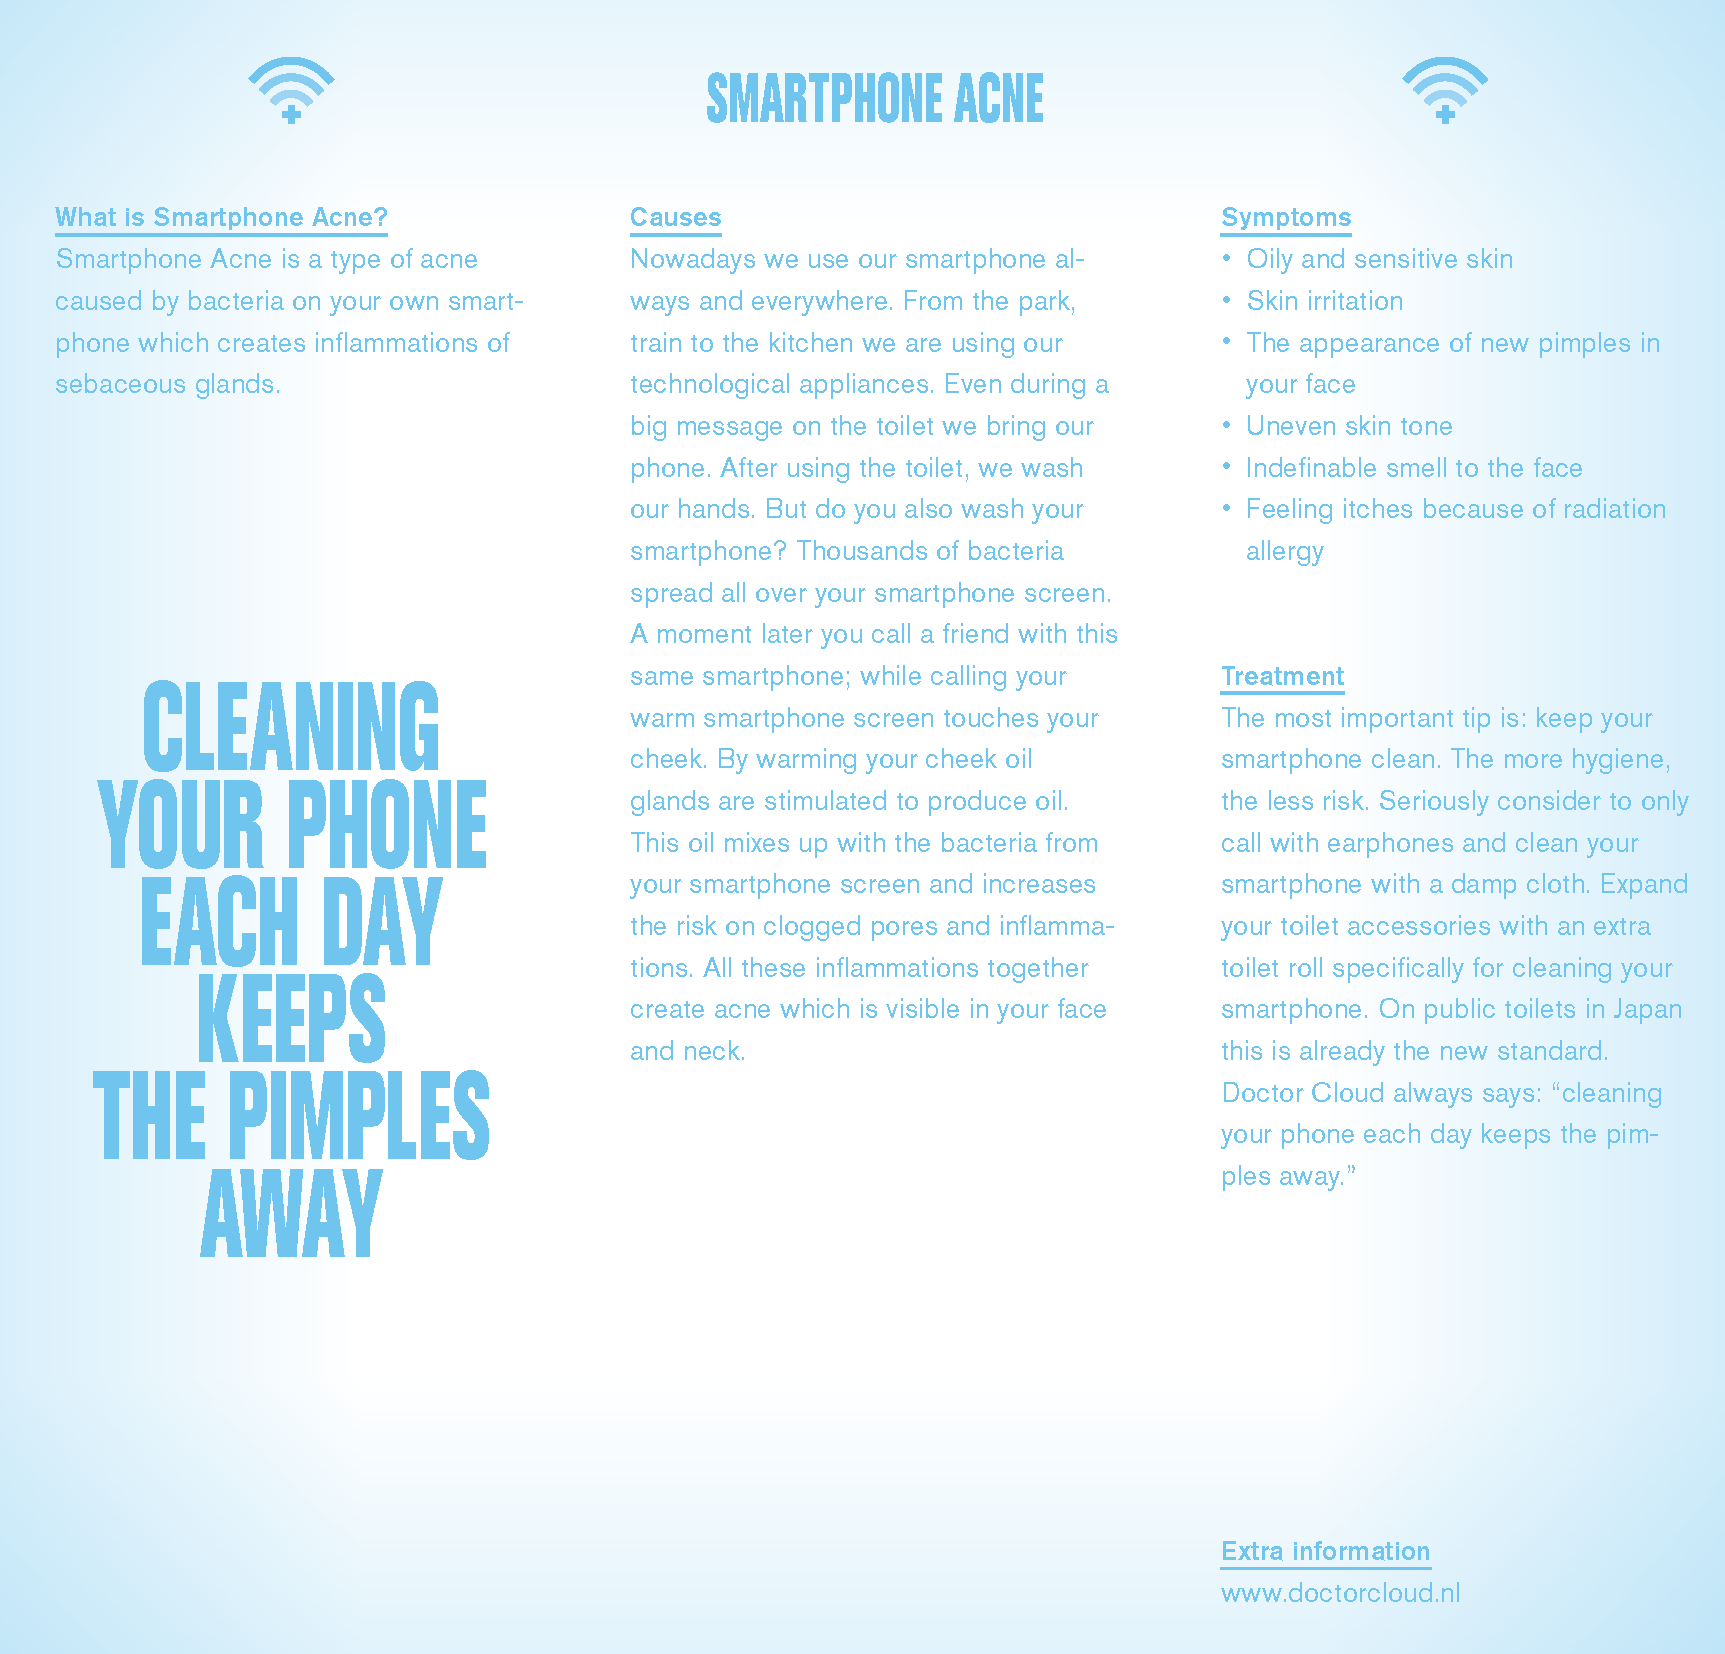 SMARTPHONE ACNE
What is Smartphone Acne?
Smartphone Acne is a type of acne
caused by bacteria on your own smart-
phone which creates inflammations of
sebaceous glands.
CLEANING
YOUR PHONE
EACH DAY
KEEPS
THE PIMPLES
AWAY
Causes
Nowadays we use our smartphone al-
ways and everywhere. From the park,
train to the kitchen we are using our
technological appliances. Even during a
big message on the toilet we bring our
phone. After using the toilet, we wash
our hands. But do you also wash your
smartphone? Thousands of bacteria
spread all over your smartphone screen.
A moment later you call a friend with this
same smartphone; while calling your
warm smartphone screen touches your
cheek. By warming your cheek oil
glands are stimulated to produce oil.
This oil mixes up with the bacteria from
your smartphone screen and increases
the risk on clogged pores and inflamma-
tions. All these inflammations together
create acne which is visible in your face
and neck.
Symptoms
• Oily and sensitive skin
• Skin irritation
• The appearance of new pimples in
your face
• Uneven skin tone
• Indefinable smell to the face
• Feeling itches because of radiation
allergy
Treatment
The most important tip is: keep your
smartphone clean. The more hygiene,
the less risk. Seriously consider to only
call with earphones and clean your
smartphone with a damp cloth. Expand
your toilet accessories with an extra
toilet roll specifically for cleaning your
smartphone. On public toilets in Japan
this is already the new standard.
Doctor Cloud always says: “cleaning
your phone each day keeps the pim-
ples away.”
Extra information
www.doctorcloud.nl